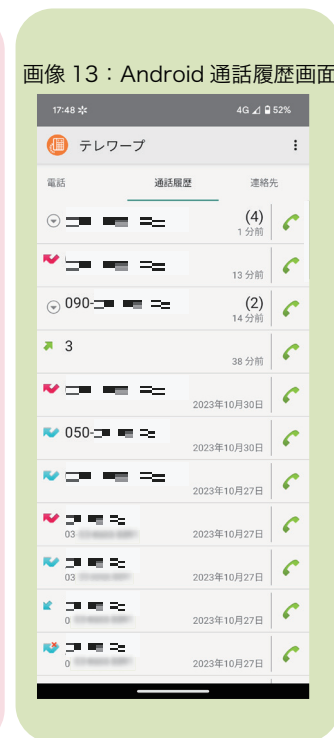 画像 13：Android 通話履歴画面
17:48 4G 52%
テレワープ
電話 通話履歴 連絡先
(4)
1 分前
13 分前
090- (2)
14 分前
3
38 分前
2023年10月30日
050-
2023年10月30日
2023年10月27日
03 2023年10月27日
03 2023年10月27日
0 2023年10月27日
0 2023年10月27日